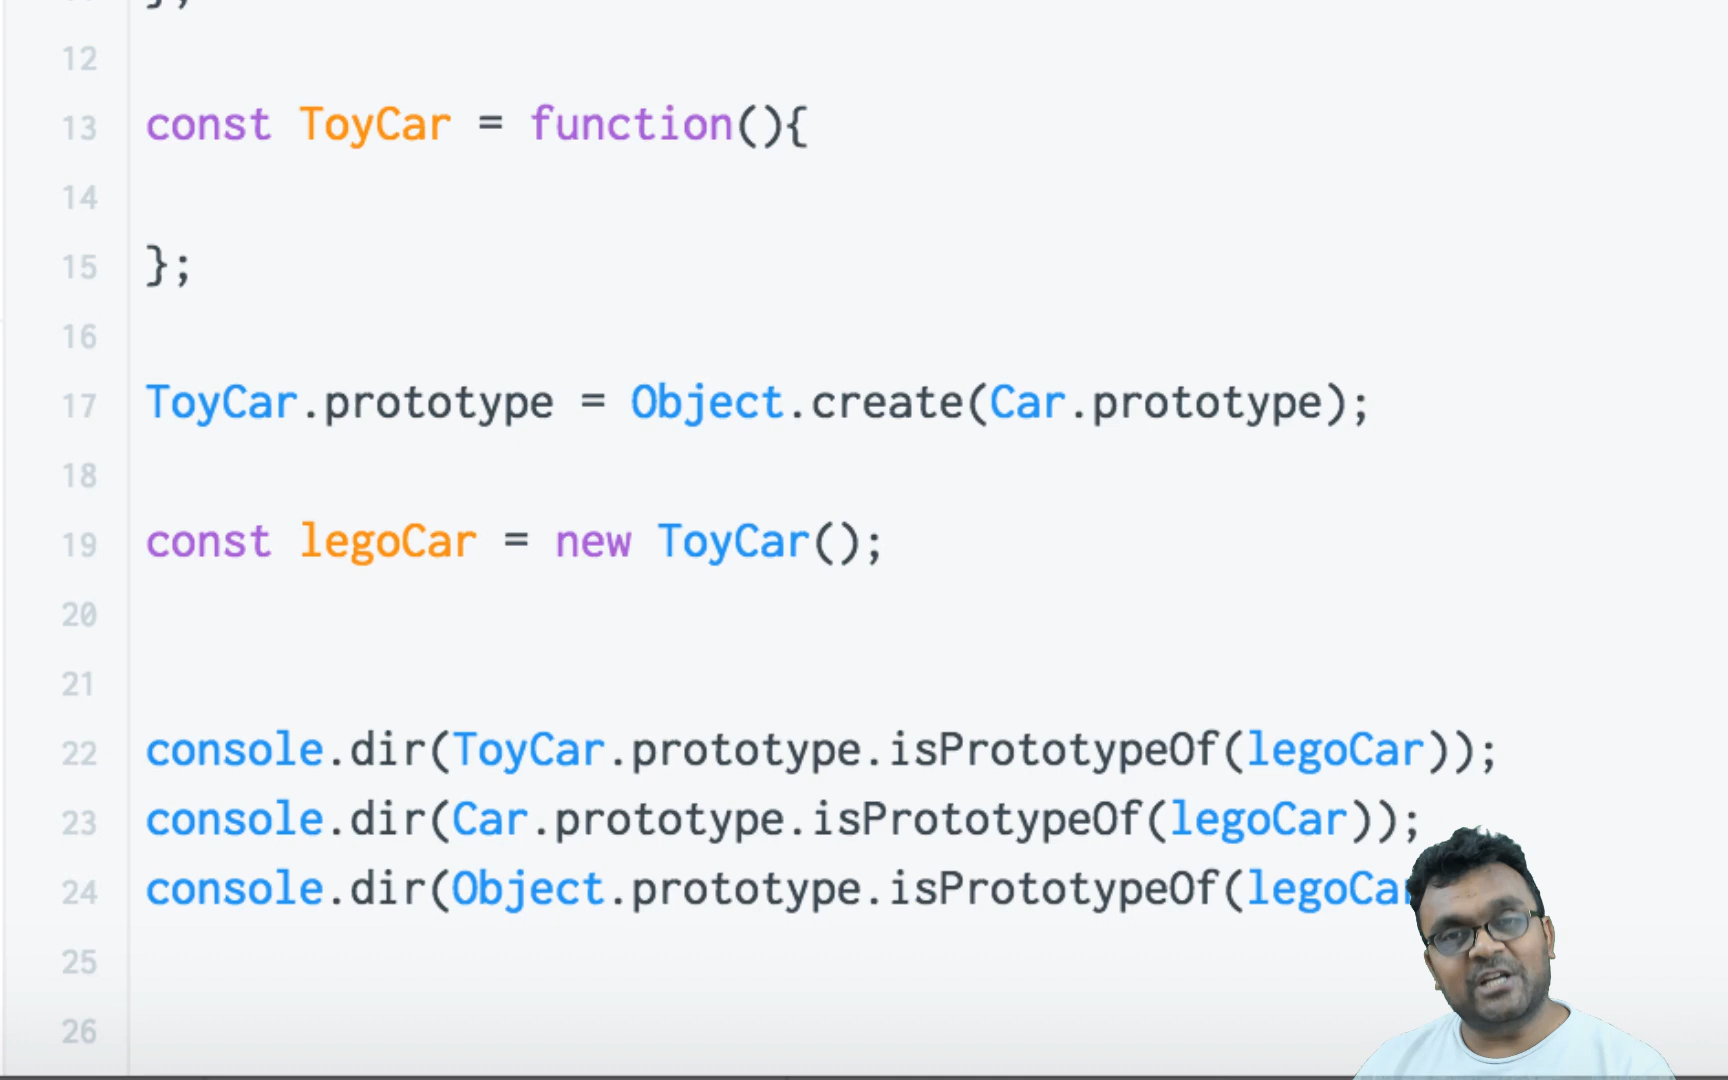 };
12
13 const ToyCar = function(){
14
15 };
16
17 ToyCar.prototype = Object.create(Car.prototype);
18
19 const legoCar = new ToyCar();
20
21
22 console.dir(ToyCar.prototype.isPrototypeOf(legoCar));
23 console.dir(Car.prototype.isPrototypeOf(legoCar));
24 console.dir(Object.prototype.isPrototypeOf(legoCar
25
26